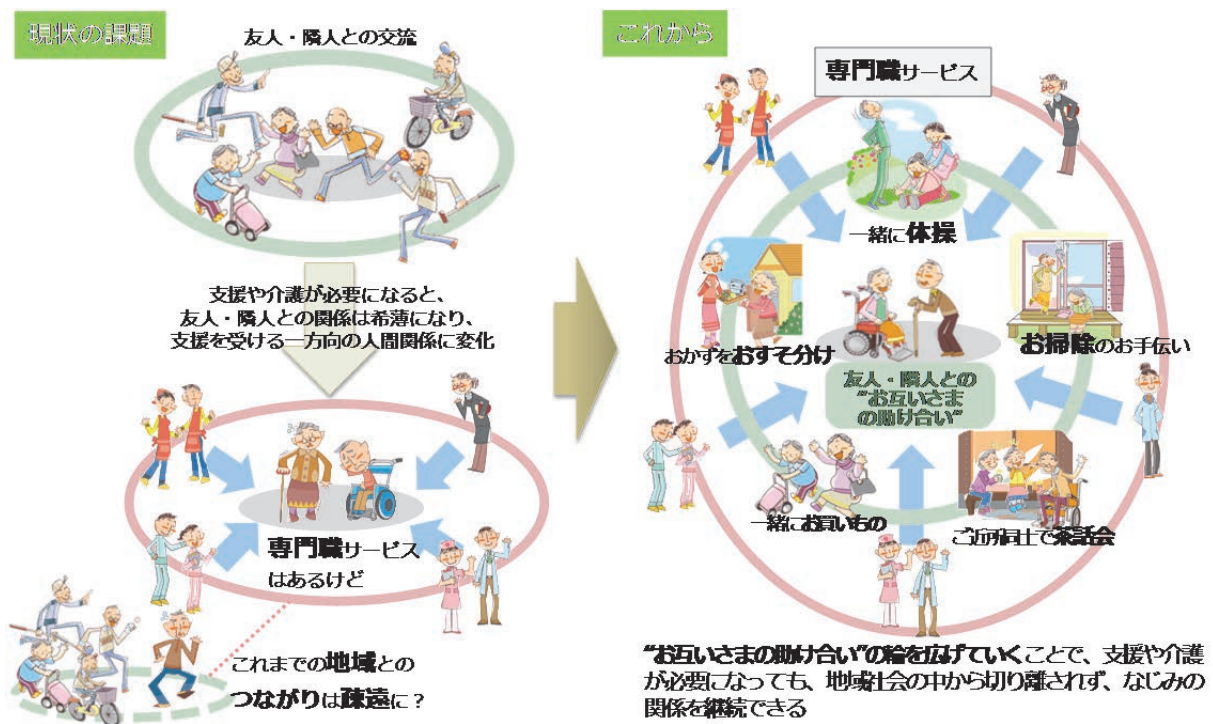 現状の課題
友人・隣人との交流
支援や介護が必要になると、
友人・隣人との関係は希薄になり、
支援を受ける一方向の人間関係に変化
専門職サービス
はあるけど
これまでの地域との
つながりは疎遠に？
これから
専門職サービス
一緒に体操
おかずをおすそ分け
お掃除のお手伝い
友人・隣人との
“お互いさま
の助け合い”
一緒にお買いもの
ご近所同士で茶話会
“お互いさまの助け合い”の輪を広げていくことで、支援や介護
が必要になっても、地域社会の中から切り離されず、なじみの
関係を継続できる